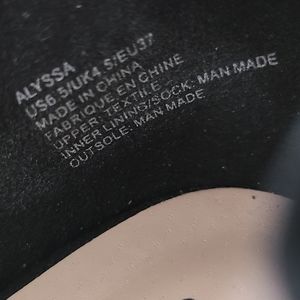 ALYSSA
US6.5/UK4.5/EU37
MADE IN CHINA
FABRIQUE EN CHINE
UPPER: TEXTILE
INNER LINING/SOCK: MAN MADE
OUTSOLE: MAN MADE